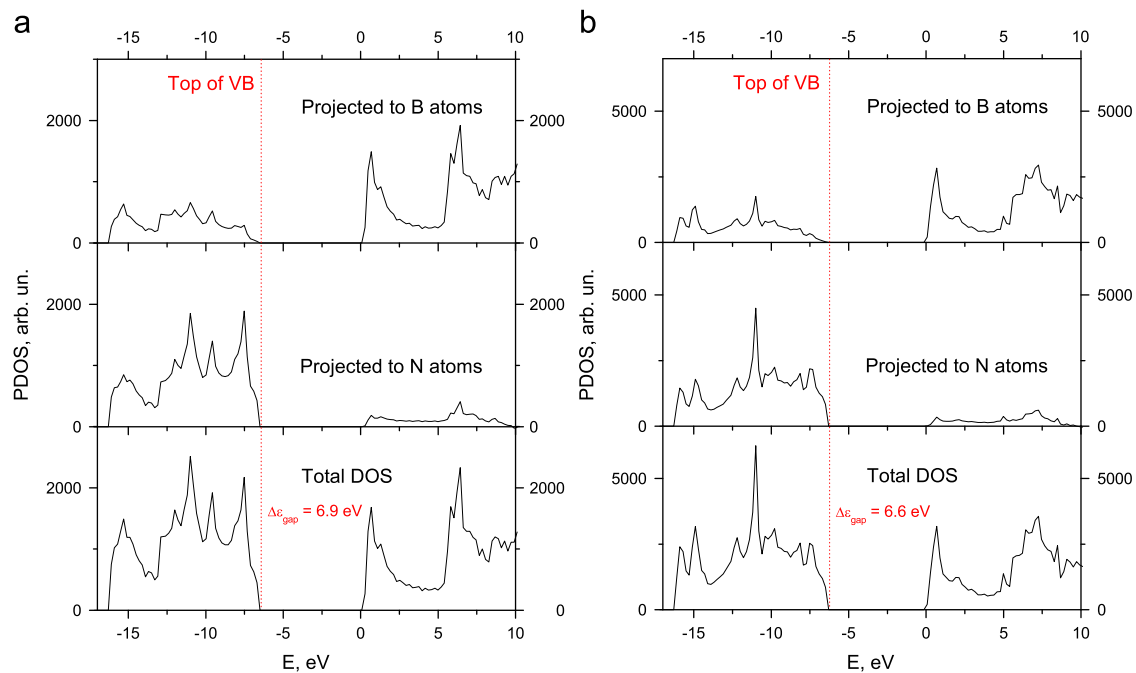 a
-15 -10 -5 0 5 10
Top of VB
Projected to B atoms
2000 2000
0 0
Projected to N atoms
2000 2000
0 0
Total DOS
Δε_gap = 6.9 eV
2000 2000
0 0
PDOS, arb. un.
-15 -10 -5 0 5 10
E, eV
b
-15 -10 -5 0 5 10
Top of VB
Projected to B atoms
5000 5000
0 0
Projected to N atoms
5000 5000
0 0
Total DOS
Δε_gap = 6.6 eV
5000 5000
0 0
PDOS, arb. un.
-15 -10 -5 0 5 10
E, eV